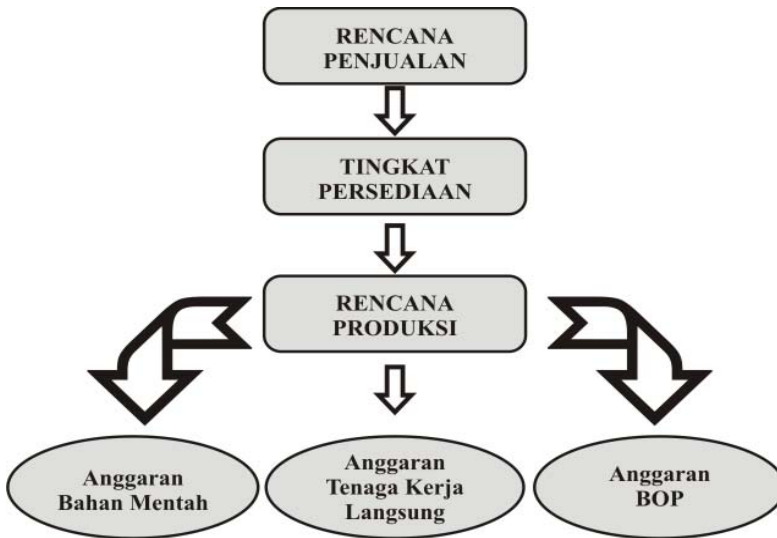 RENCANA
PENJUALAN
TINGKAT
PERSEDIAAN
RENCANA
PRODUKSI
Anggaran
Bahan Mentah
Anggaran
Tenaga Kerja
Langsung
Anggaran
BOP